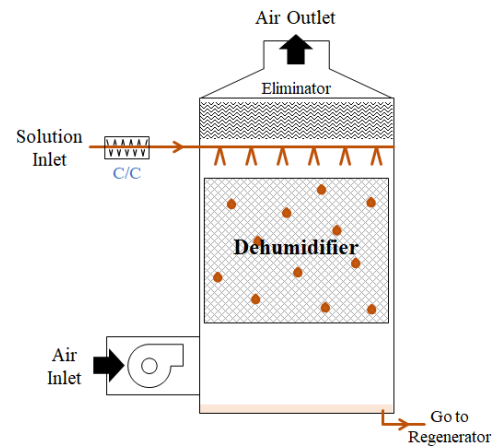 Air Outlet
Eliminator
Solution
Inlet
C/C
Dehumidifier
Air
Inlet
Go to
Regenerator